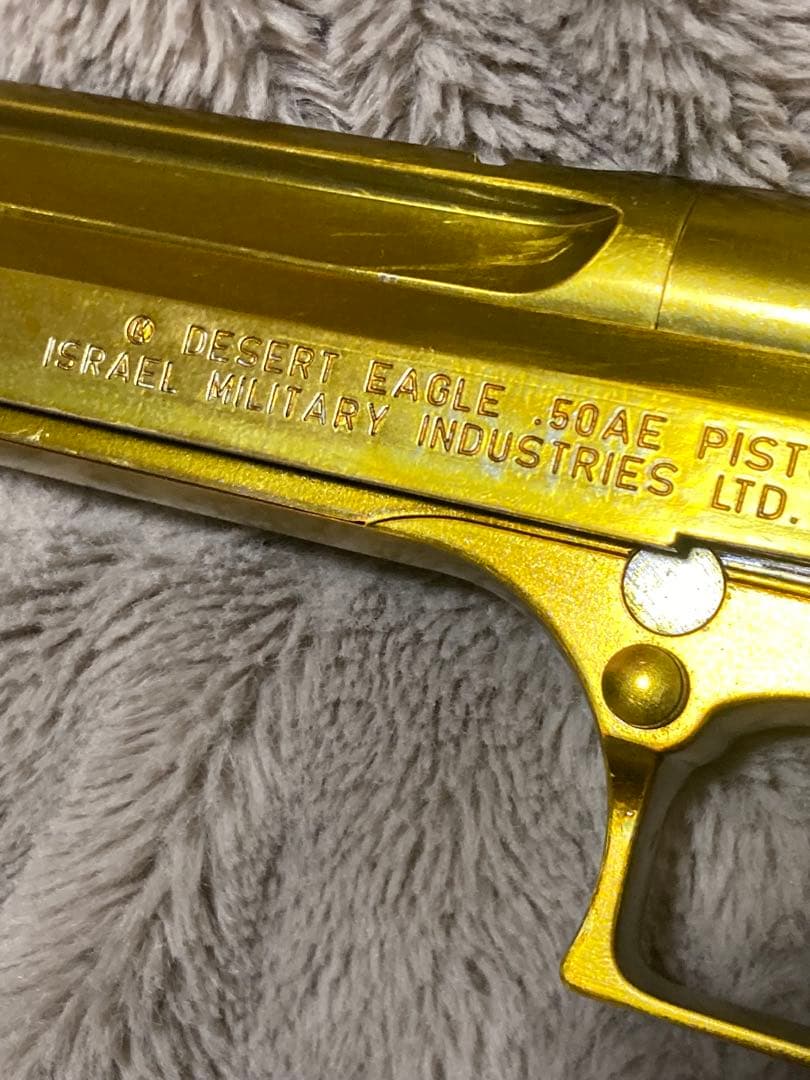 DESERT EAGLE .50AE PIST
ISRAEL MILITARY INDUSTRIES LTD.